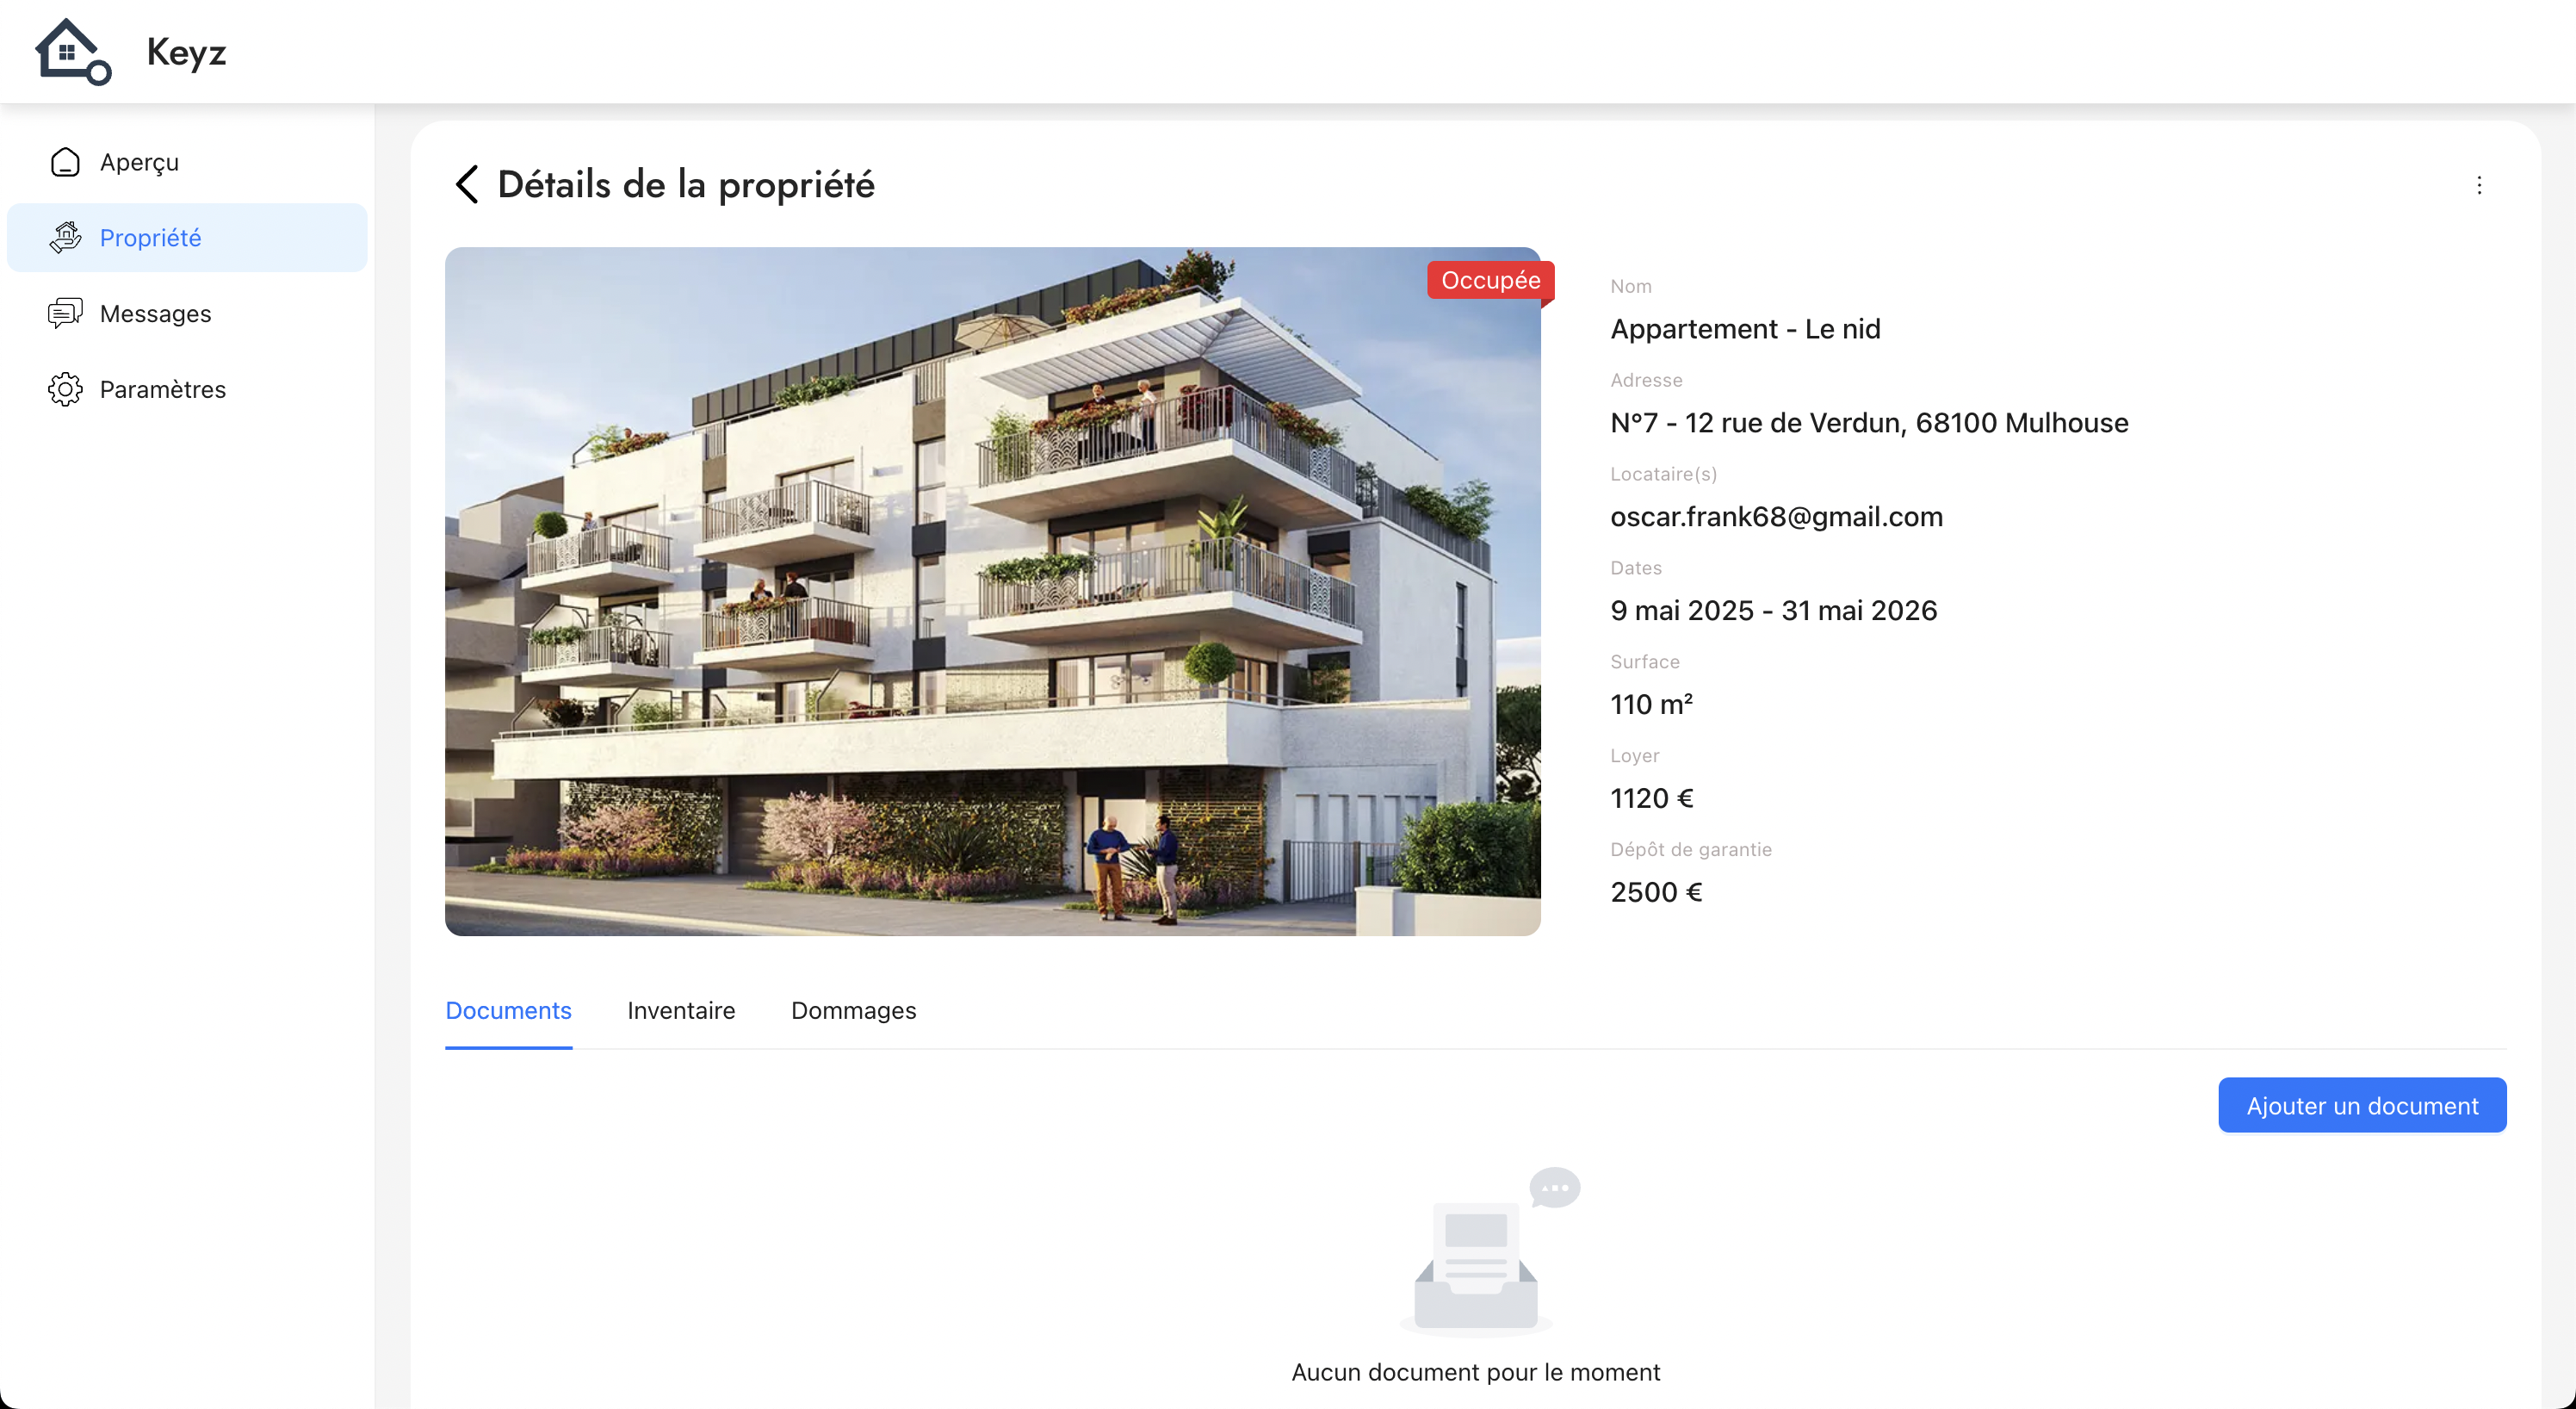 Keyz
Aperçu
Propriété
Messages
Paramètres
Détails de la propriété
Occupée
Nom
Appartement - Le nid
Adresse
N°7 - 12 rue de Verdun, 68100 Mulhouse
Locataire(s)
oscar.frank68@gmail.com
Dates
9 mai 2025 - 31 mai 2026
Surface
110 m²
Loyer
1120 €
Dépôt de garantie
2500 €
Documents
Inventaire
Dommages
Ajouter un document
Aucun document pour le moment